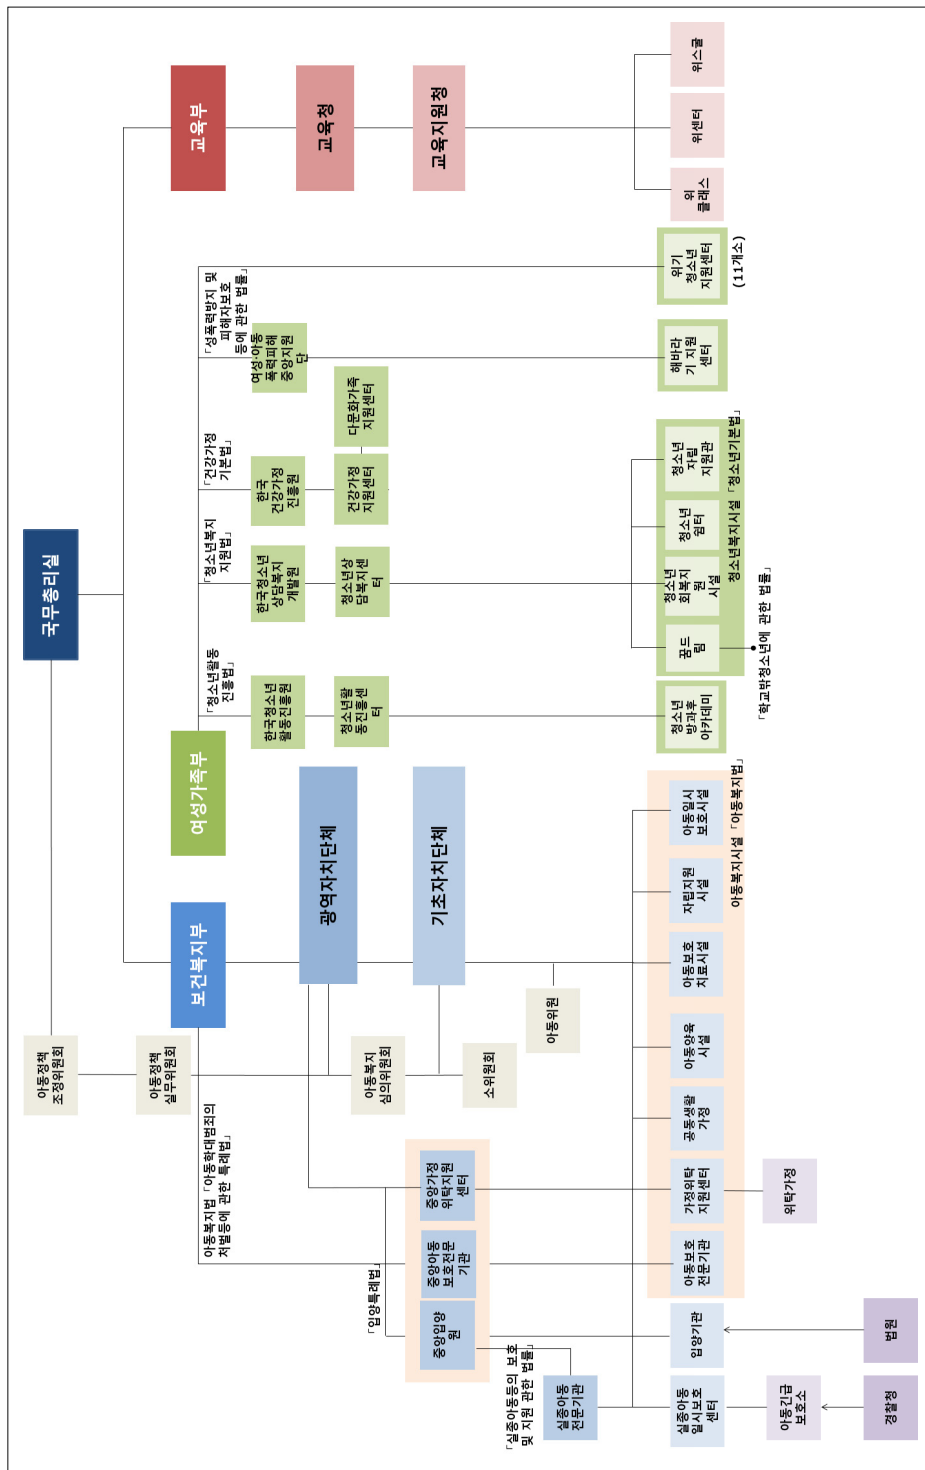 국무총리실
아동정책
조정위원회
아동정책
실무위원회
보건복지부
여성가족부
교육부
아동복지법「아동학대범죄의
처벌등에 관한 특례법」
「청소년활동
진흥법」
「청소년복지
지원법」
「건강가정
기본법」
「성폭력방지 및
피해자보호
등에 관한 법률」
한국청소년
활동진흥원
한국청소년
상담복지
개발원
한국
건강가정
진흥원
여성·아동
폭력피해
중앙지원
단
교육청
광역자치단체
아동복지
심의위원회
청소년활
동진흥센
터
청소년상
담복지센
터
건강가정
지원센터
다문화가족
지원센터
「입양특례법」
중앙입양
원
중앙아동
보호전문
기관
중앙가정
위탁지원
센터
소위원회
기초자치단체
교육지원청
「실종아동등의 보호
및 지원 관한 법률」
실종아동
전문기관
아동위원
실종아동
일시보호
센터
입양기관
아동보호
전문기관
가정위탁
지원센터
공동생활
가정
아동양육
시설
아동보호
치료시설
자립지원
시설
아동일시
보호시설
아동복지시설「아동복지법」
청소년
방과후
아카데미
꿈드
림
청소년
회복지원
시설
청소년
쉼터
청소년
자립
지원관
청소년복지시설「청소년기본법」
「학교밖청소년에 관한 법률」
해바라
기 지원
센터
위기
청소년
지원센터
(11개소)
위
클래스
위센터
위스쿨
아동긴급
보호소
위탁가정
경찰청
법원